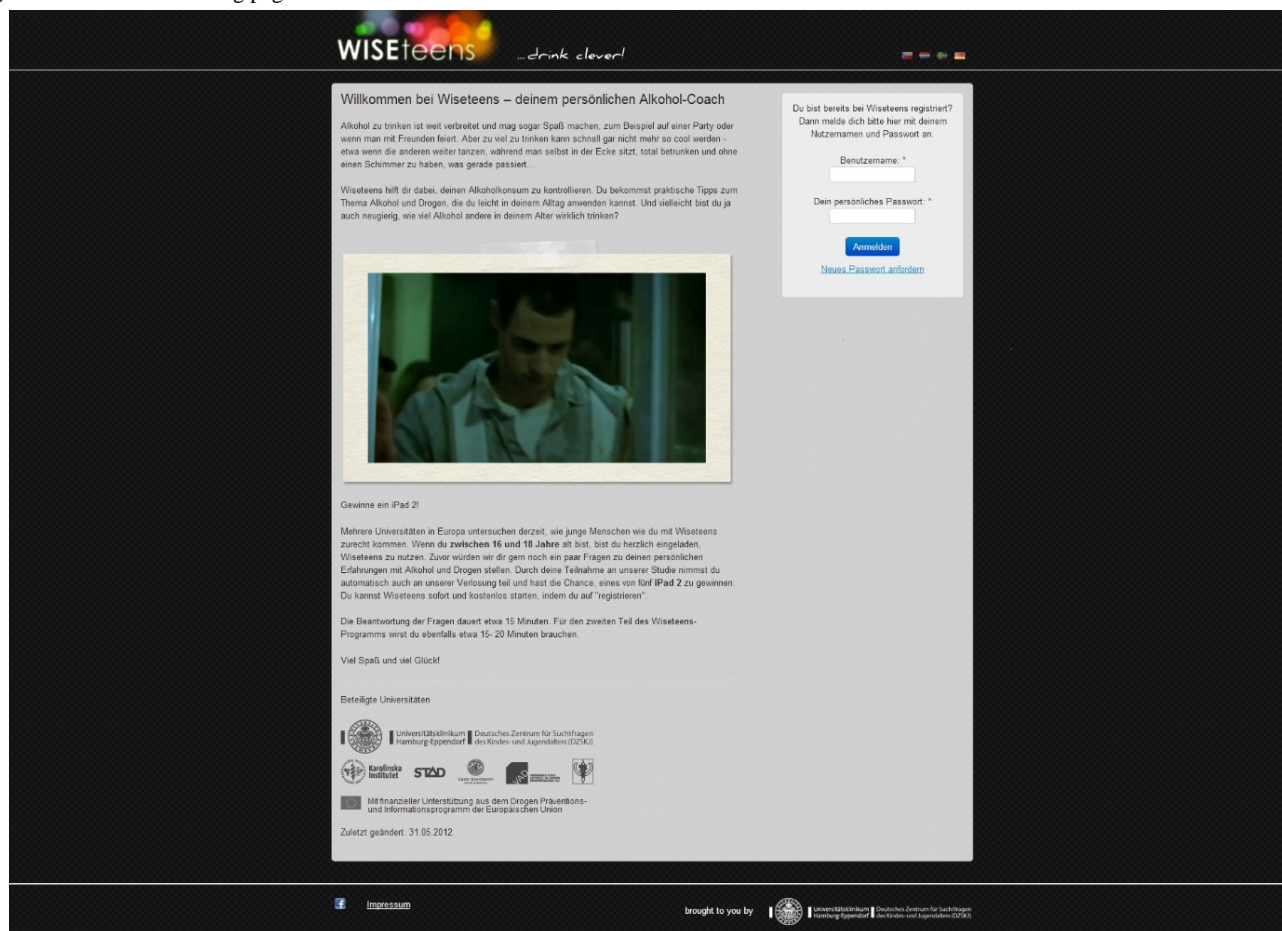 WISEteens
...drink clever!
Willkommen bei Wiseteens – deinem persönlichen Alkohol-Coach
Alkohol zu trinken ist weit verbreitet und mag sogar Spaß machen, zum Beispiel auf einer Party oder
wenn man mit Freunden feiert. Aber zu viel zu trinken kann schnell gar nicht mehr so cool werden -
etwa wenn die anderen weiter tanzen, während man selbst in der Ecke sitzt, total betrunken und ohne
einen Schimmer zu haben, was gerade passiert...
Wiseteens hilft dir dabei, deinen Alkoholkonsum zu kontrollieren. Du bekommst praktische Tipps zum
Thema Alkohol und Drogen, die du leicht in deinem Alltag anwenden kannst. Und vielleicht bist du ja
auch neugierig, wie viel Alkohol andere in deinem Alter wirklich trinken?
Gewinne ein iPad 2!
Mehrere Universitäten in Europa untersuchen derzeit, wie junge Menschen wie du mit Wiseteens
zurecht kommen. Wenn du zwischen 16 und 18 Jahre alt bist, bist du herzlich eingeladen,
Wiseteens zu nutzen. Zuvor würden wir dir gern noch ein paar Fragen zu deinen persönlichen
Erfahrungen mit Alkohol und Drogen stellen. Durch deine Teilnahme an unserer Studie nimmst du
automatisch auch an unserer Verlosung teil und hast die Chance, eines von fünf iPad 2 zu gewinnen.
Du kannst Wiseteens sofort und kostenlos starten, indem du auf "registrieren".
Die Beantwortung der Fragen dauert etwa 15 Minuten. Für den zweiten Teil des Wiseteens-
Programms wirst du ebenfalls etwa 15- 20 Minuten brauchen.
Viel Spaß und viel Glück!
Beteiligte Universitäten
Universitätsklinikum Hamburg-Eppendorf
Deutsches Zentrum für Suchtfragen des Kindes- und Jugendalters (DZSKJ)
Karolinska Institutet
STAD
Mit finanzieller Unterstützung aus dem Drogen Präventions-
und Informationsprogramm der Europäischen Union
Zuletzt geändert: 31.05.2012
Du bist bereits bei Wiseteens registriert?
Dann melde dich bitte hier mit deinem
Nutzernamen und Passwort an.
Benutzername: *
Dein persönliches Passwort: *
Anmelden
Neues Passwort anfordern
Impressum
brought to you by
Universitätsklinikum Hamburg-Eppendorf
Deutsches Zentrum für Suchtfragen des Kindes- und Jugendalters (DZSKJ)